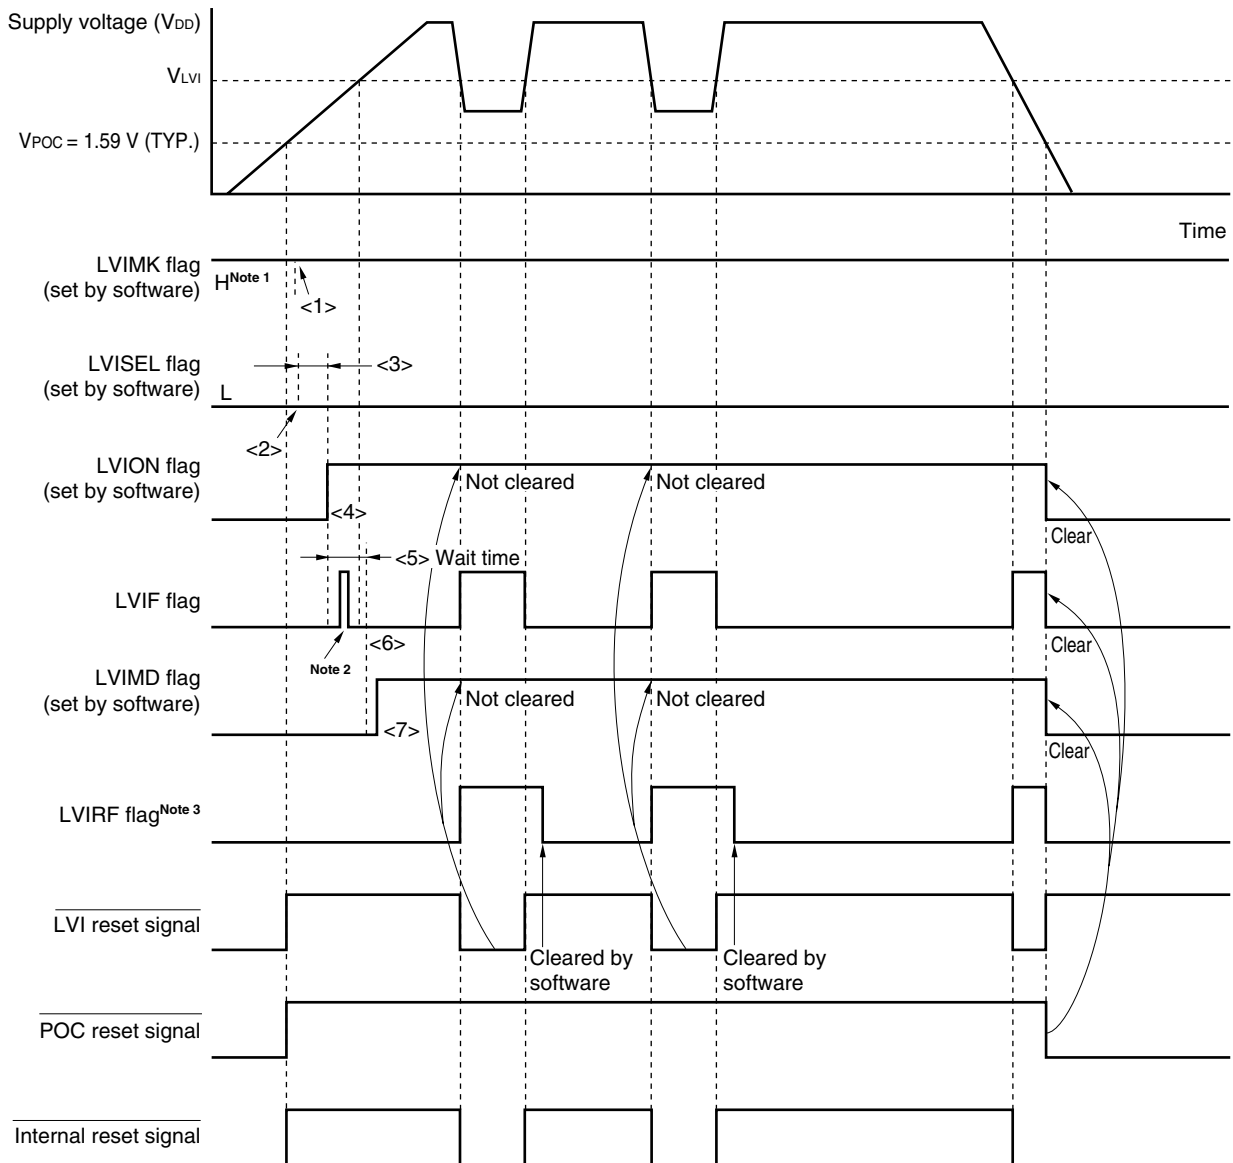 Supply voltage (VDD)
VLVI
VPOC = 1.59 V (TYP.)
Time
LVIMK flag
(set by software)
H Note 1
<1>
LVISEL flag
(set by software)
L
<3>
<2>
LVION flag
(set by software)
Not cleared
Not cleared
<4>
Clear
<5> Wait time
LVIF flag
<6>
Clear
Note 2
LVIMD flag
(set by software)
Not cleared
Not cleared
<7>
Clear
LVIRF flag Note 3
LVI reset signal
Cleared by
software
Cleared by
software
POC reset signal
Internal reset signal